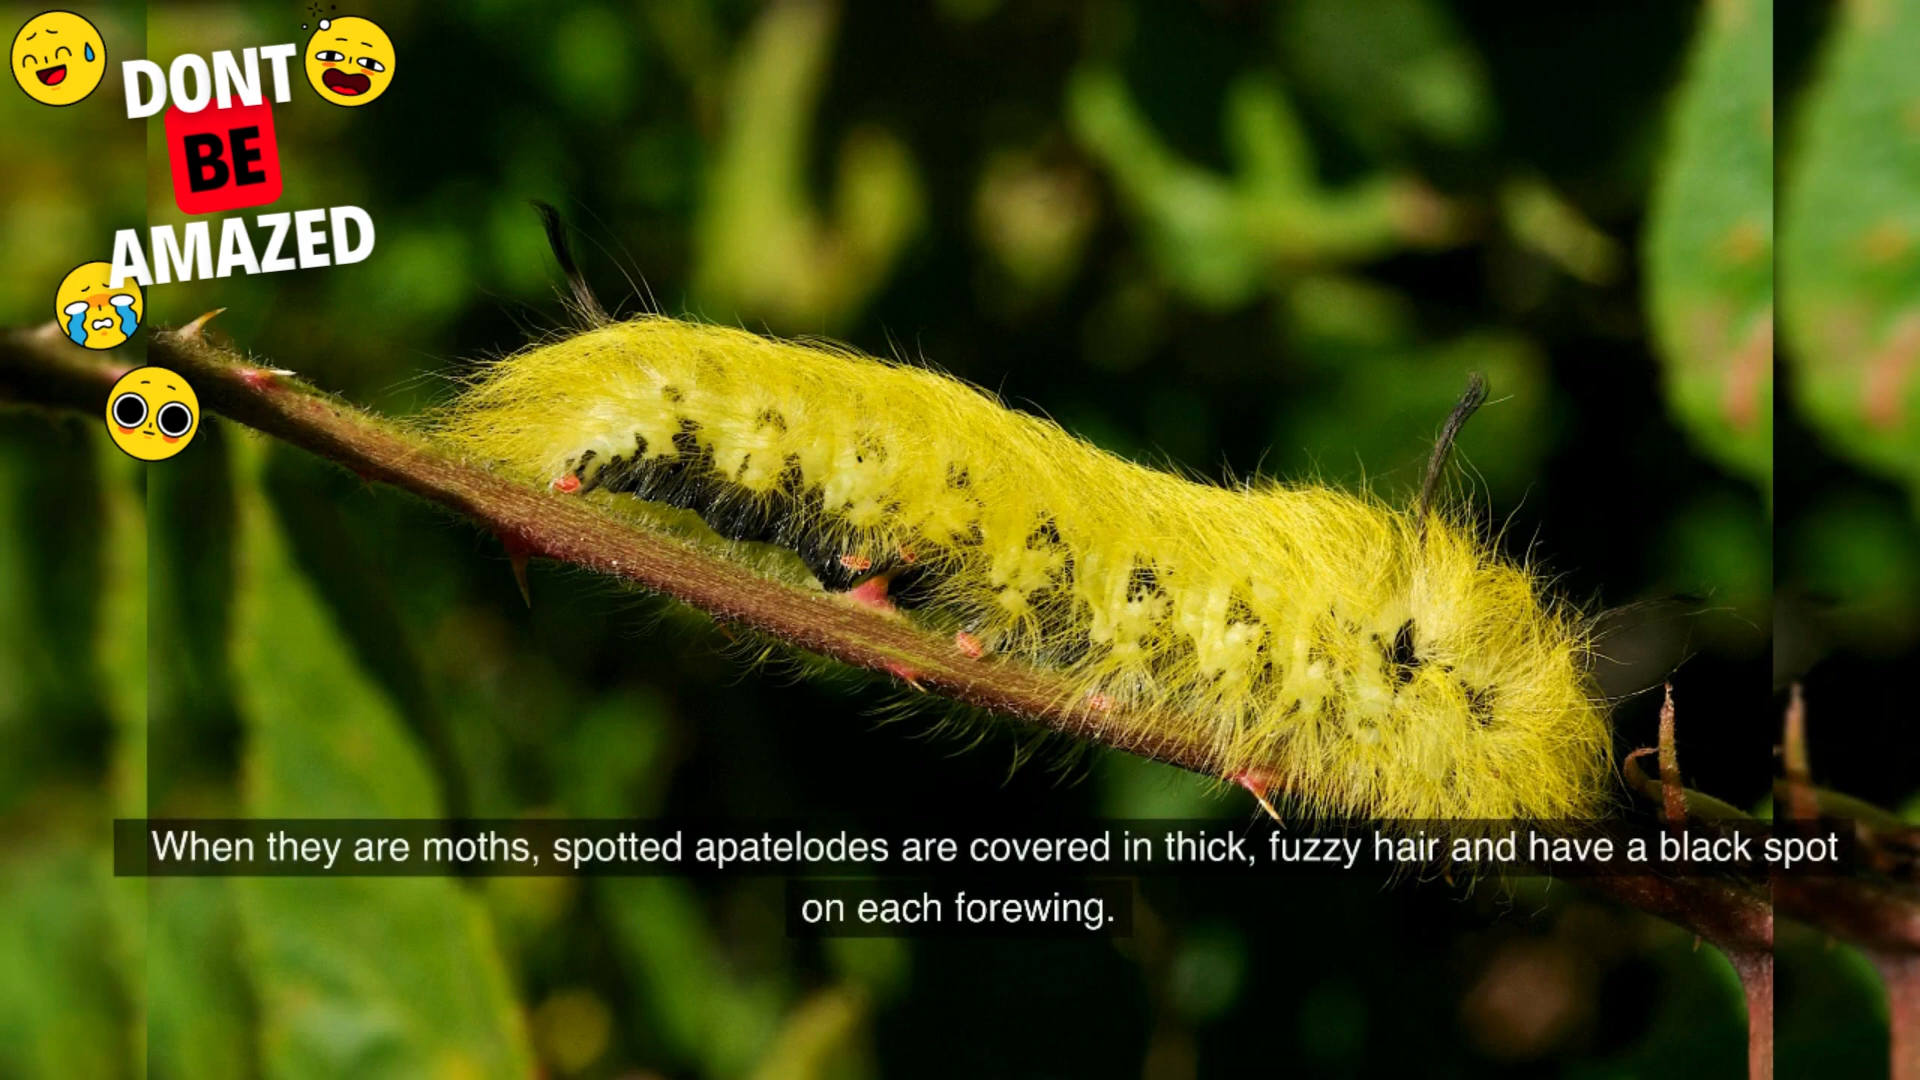 DONT
BE
AMAZED
When they are moths, spotted apatelodes are covered in thick, fuzzy hair and have a black spot
on each forewing.